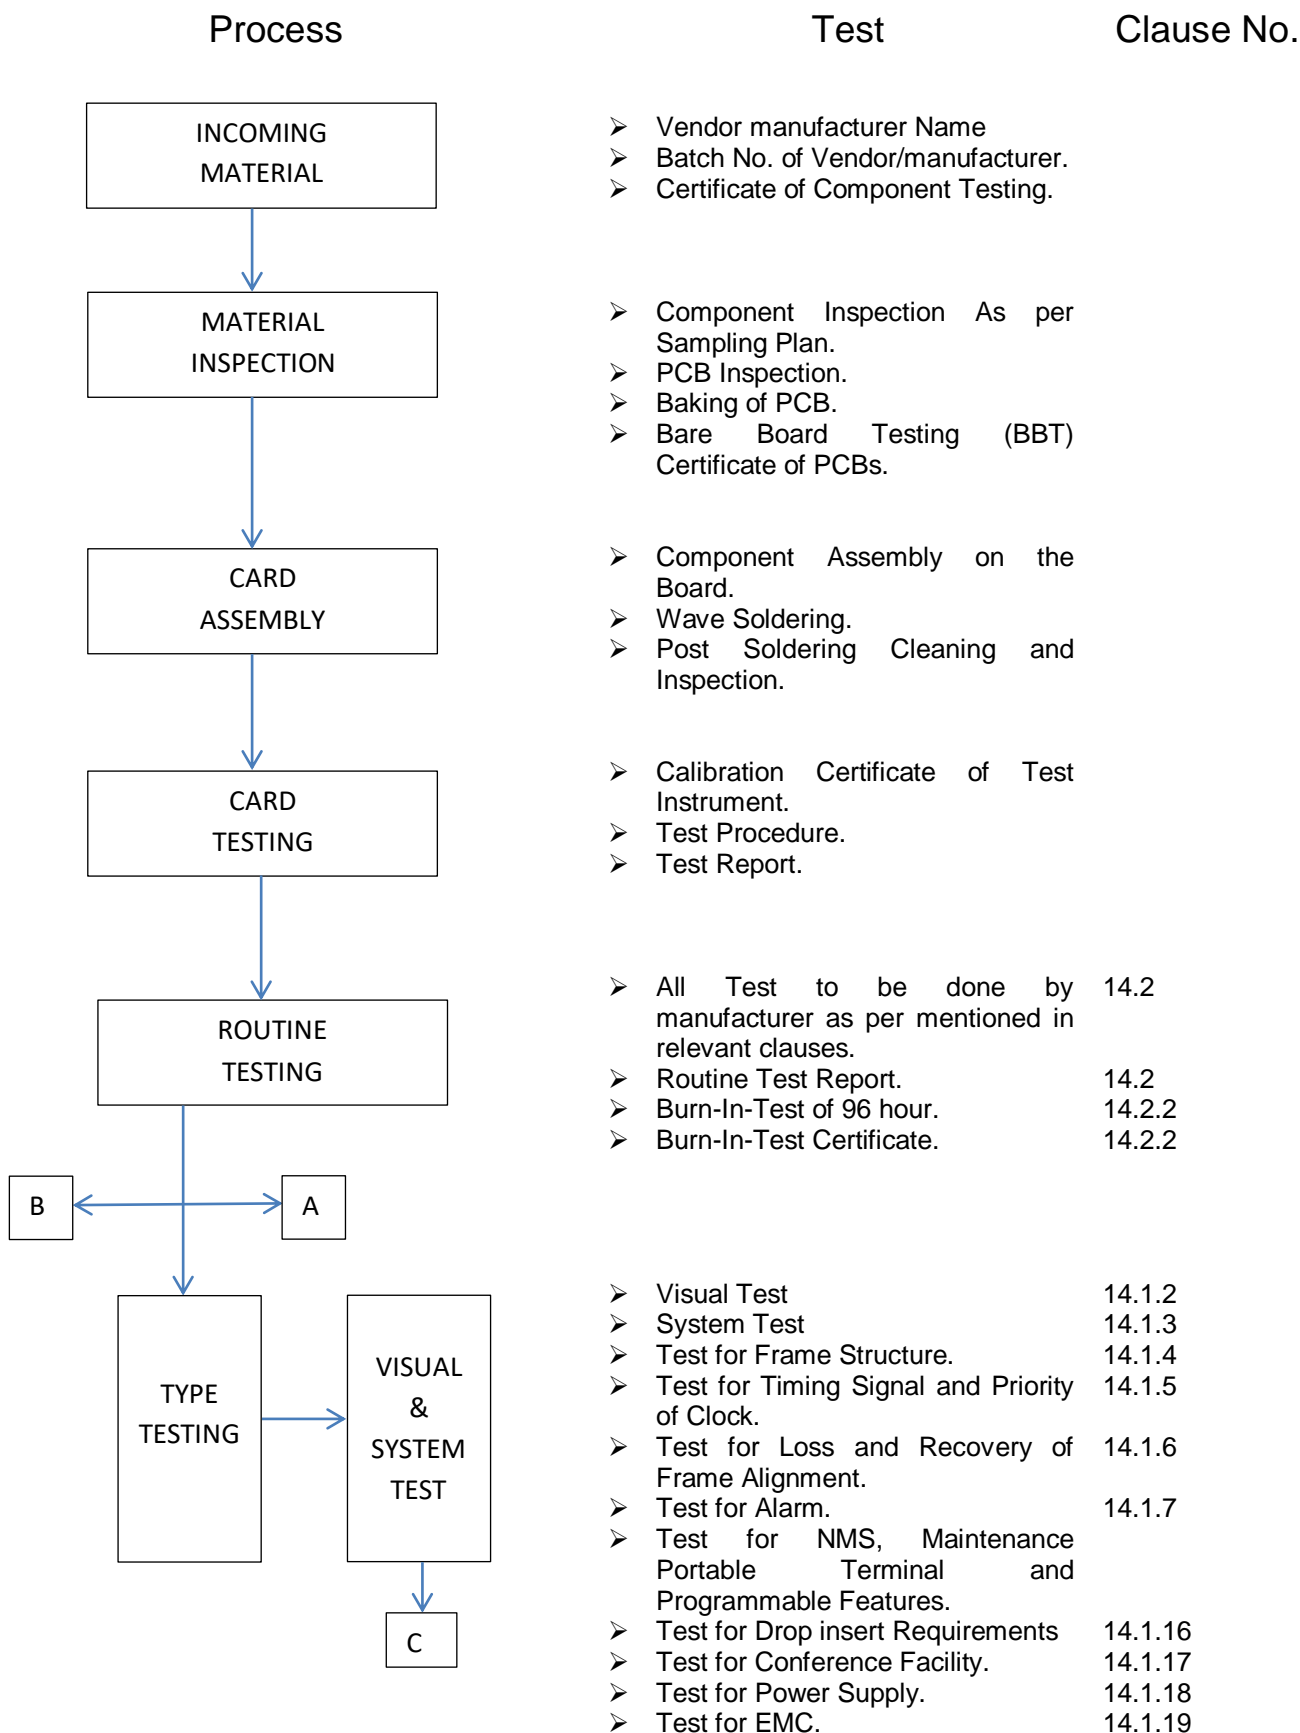 Process Test Clause No.
INCOMING
MATERIAL
➢ Vendor manufacturer Name
➢ Batch No. of Vendor/manufacturer.
➢ Certificate of Component Testing.
MATERIAL
INSPECTION
➢ Component Inspection As per
Sampling Plan.
➢ PCB Inspection.
➢ Baking of PCB.
➢ Bare Board Testing (BBT)
Certificate of PCBs.
CARD
ASSEMBLY
➢ Component Assembly on the
Board.
➢ Wave Soldering.
➢ Post Soldering Cleaning and
Inspection.
CARD
TESTING
➢ Calibration Certificate of Test
Instrument.
➢ Test Procedure.
➢ Test Report.
ROUTINE
TESTING
➢ All Test to be done by 14.2
manufacturer as per mentioned in
relevant clauses.
➢ Routine Test Report. 14.2
➢ Burn-In-Test of 96 hour. 14.2.2
➢ Burn-In-Test Certificate. 14.2.2
B
A
TYPE
TESTING
VISUAL
&
SYSTEM
TEST
C
➢ Visual Test 14.1.2
➢ System Test 14.1.3
➢ Test for Frame Structure. 14.1.4
➢ Test for Timing Signal and Priority 14.1.5
of Clock.
➢ Test for Loss and Recovery of 14.1.6
Frame Alignment.
➢ Test for Alarm. 14.1.7
➢ Test for NMS, Maintenance
Portable Terminal and
Programmable Features.
➢ Test for Drop insert Requirements 14.1.16
➢ Test for Conference Facility. 14.1.17
➢ Test for Power Supply. 14.1.18
➢ Test for EMC. 14.1.19